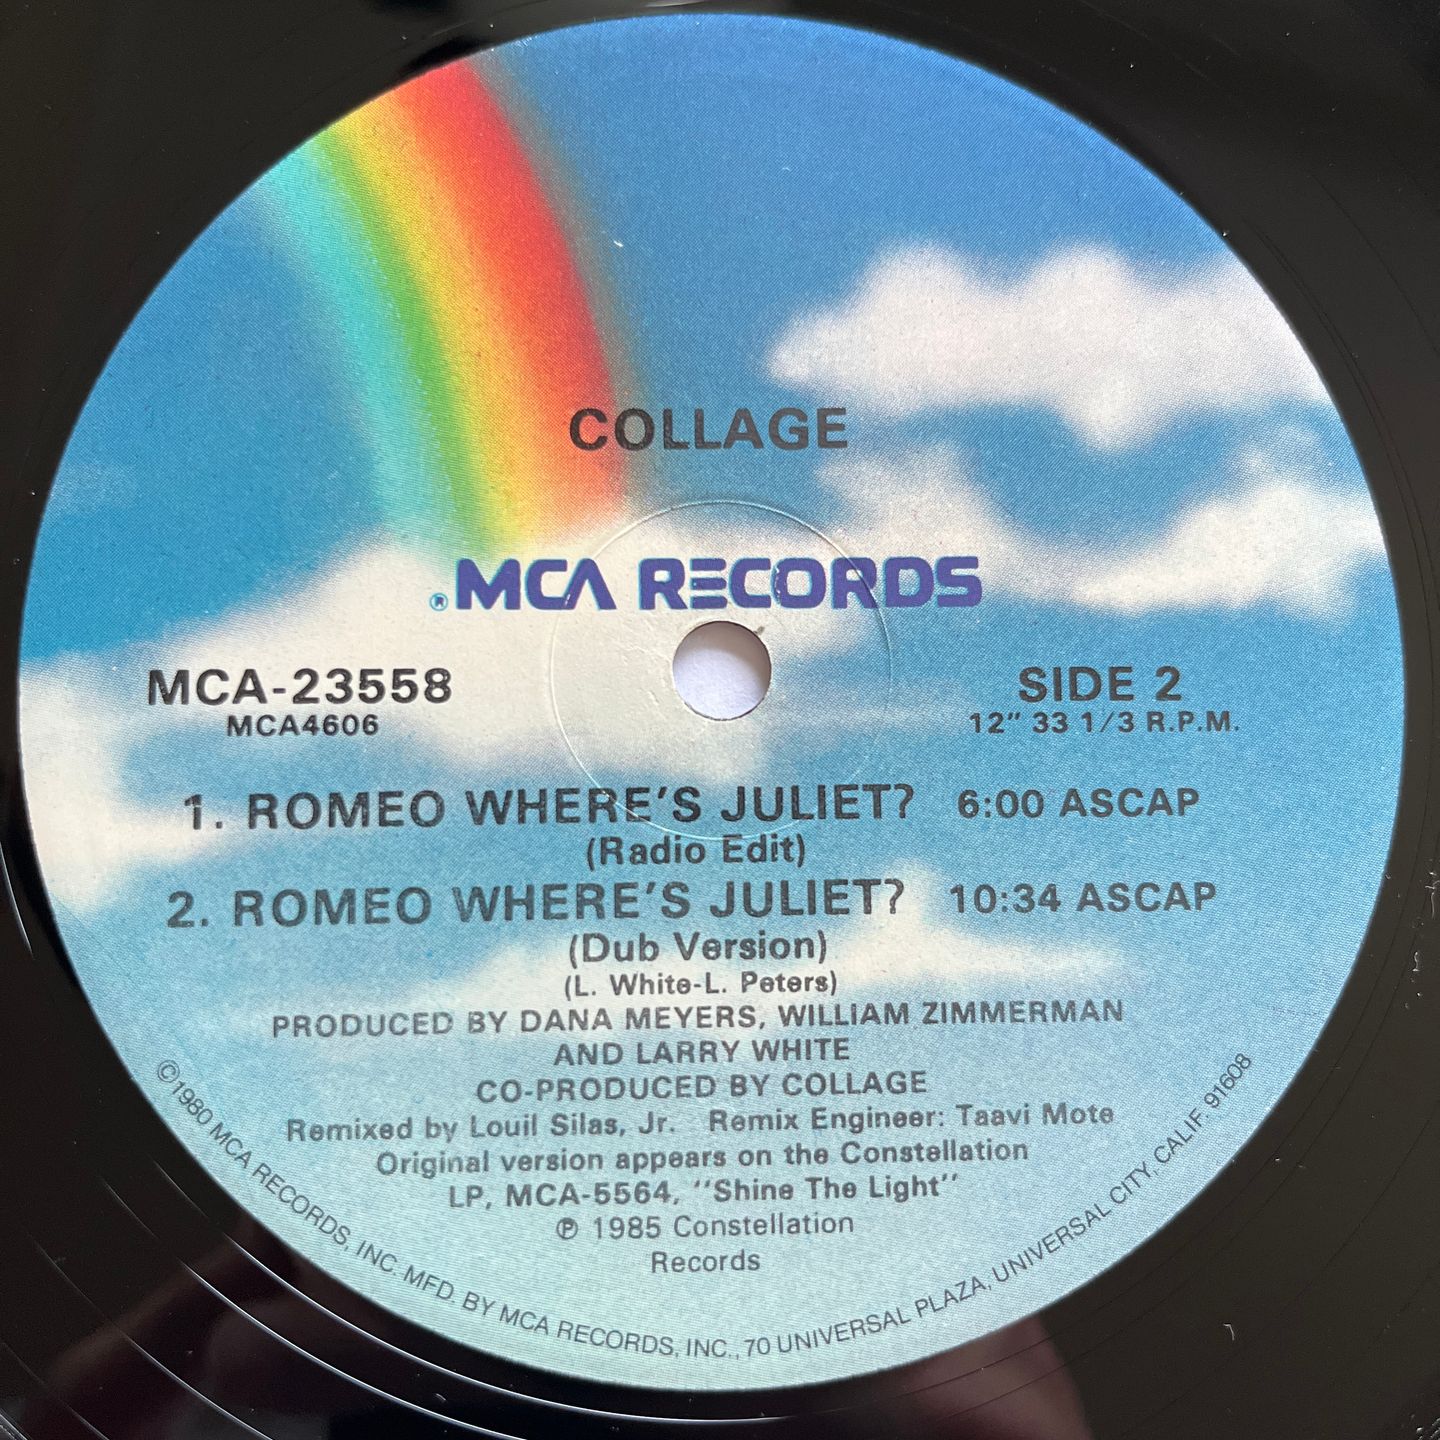 COLLAGE
® MCA RECORDS
MCA-23558
MCA4606
SIDE 2
12" 33 1/3 R.P.M.
1. ROMEO WHERE'S JULIET? 6:00 ASCAP
(Radio Edit)
2. ROMEO WHERE'S JULIET? 10:34 ASCAP
(Dub Version)
(L. White-L. Peters)
PRODUCED BY DANA MEYERS, WILLIAM ZIMMERMAN
AND LARRY WHITE
CO-PRODUCED BY COLLAGE
Remixed by Louil Silas, Jr. Remix Engineer: Taavi Mote
Original version appears on the Constellation
LP, MCA-5564, "Shine The Light"
℗ 1985 Constellation
Records
©1980 MCA RECORDS, INC. MFD. BY MCA RECORDS, INC., 70 UNIVERSAL PLAZA, UNIVERSAL CITY, CALIF. 91608